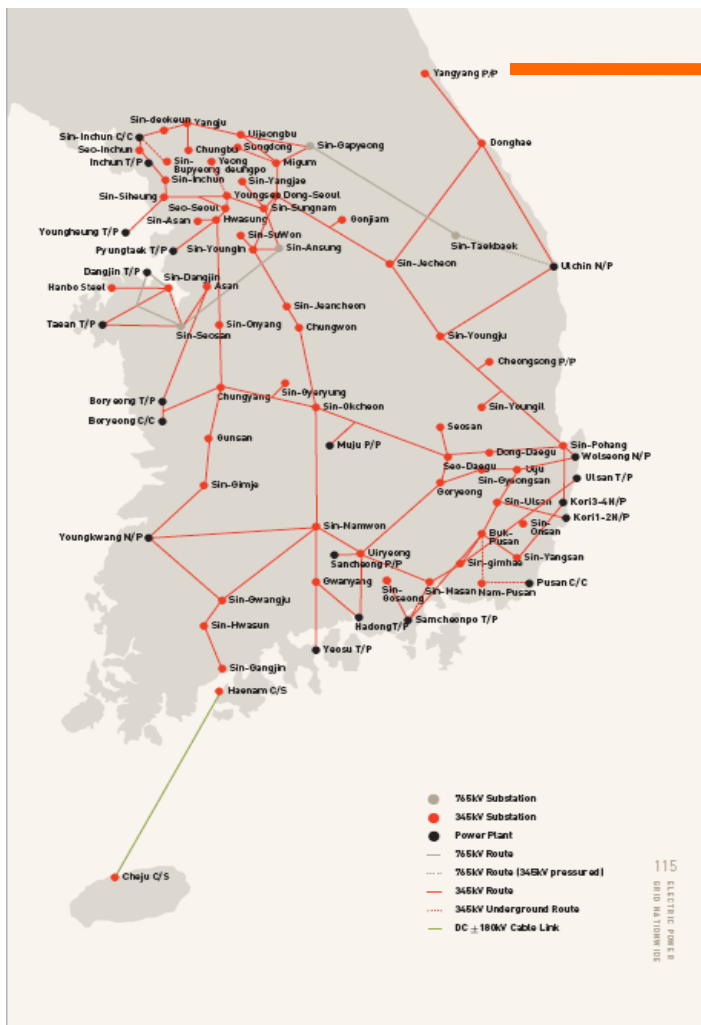 Yangyang P/P
Sin-deokeun
Yangju
Uijeongbu
Donghae
Sin-Inchun C/C
Seo-Inchun
Chungbu
Sungdong
Sin-Gapyeong
Inchun T/P
Sin-
Bupyeong
Yeong
deungpo
Migum
Sin-Inchun
Sin-Yangjae
Sin-Siheung
Youngseo
Dong-Seoul
Seo-Seoul
Sin-Sungnam
Youngheung T/P
Sin-Asan
Hwasung
Gonjiam
Pyungtaek T/P
Sin-SuWon
Sin-Youngin
Sin-Ansung
Sin-Taekbaek
Dangjin T/P
Sin-Dangjin
Sin-Jecheon
Ulchin N/P
Hanbo Steel
Asan
Sin-Jeancheon
Taean T/P
Sin-Seosan
Sin-Onyang
Chungwon
Sin-Youngju
Cheongsong P/P
Boryeong T/P
Chungyang
Sin-Gyeryung
Sin-Okcheon
Sin-Youngil
Boryeong C/C
Gunsan
Muju P/P
Seosan
Sin-Pohang
Dong-Daegu
Wolseong N/P
Seo-Daegu
Uiju
Sin-Gyeongsan
Ulsan T/P
Sin-Gimje
Goryeong
Sin-Ulsan
Kori3-4H/P
Kori1-2H/P
Youngkwang N/P
Sin-Namwon
Sin-
Onsan
Buk-
Pusan
Uiryeong
Sancheong P/P
Sin-gimhae
Sin-Yangsan
Gwanyang
Sin-
Goseong
Sin-Hasan
Nam-Pusan
Pusan C/C
Sin-Gwangju
Hadong T/P
Samcheonpo T/P
Sin-Hwasun
Yeosu T/P
Sin-Gangjin
Haenam C/S
Cheju C/S
765kV Substation
345kV Substation
Power Plant
765kV Route
765kV Route (345kV pressured)
345kV Route
345kV Underground Route
DC ±180kV Cable Link
115
ELECTRIC POWER
GRID NATIONWIDE